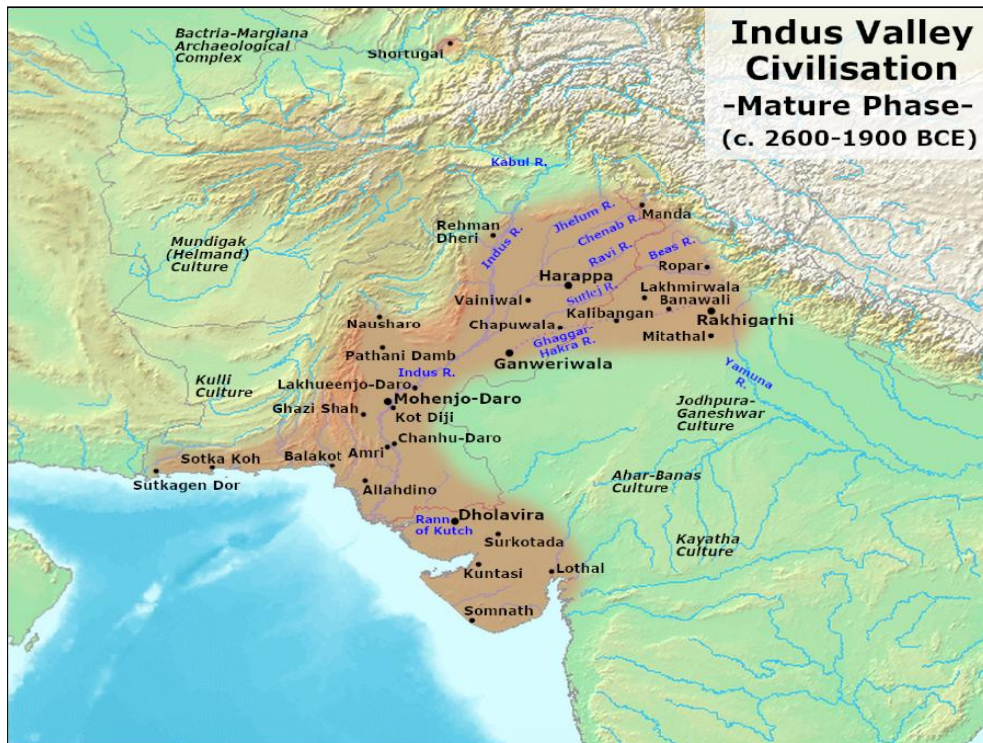 Indus Valley
Civilisation
-Mature Phase-
(c. 2600-1900 BCE)
Bactria-Margiana
Archaeological
Complex
Shortugal
Kabul R.
Rehman
Dheri
Indus R.
Jhelum R.
Manda
Chenab R.
Ravi R.
Beas R.
Mundigak
(Helmand)
Culture
Ropar
Harappa
Sutlej R.
Lakhmirwala
Vainiwal
Banawali
Kalibangan
Rakhigarhi
Nausharo
Chapuwala
Ghaggar-
Hakra R.
Mitathal
Pathani Damb
Ganweriwala
Indus R.
Yamuna
R.
Kulli
Culture
Lakhueenjo-Daro
Mohenjo-Daro
Ghazi Shah
Kot Diji
Jodhpura-
Ganeshwar
Culture
Chanhu-Daro
Amri
Sotka Koh
Balakot
Sutkagen Dor
Allahdino
Ahar-Banas
Culture
Rann
of Kutch
Dholavira
Surkotada
Kayatha
Culture
Kuntasi
Lothal
Somnath